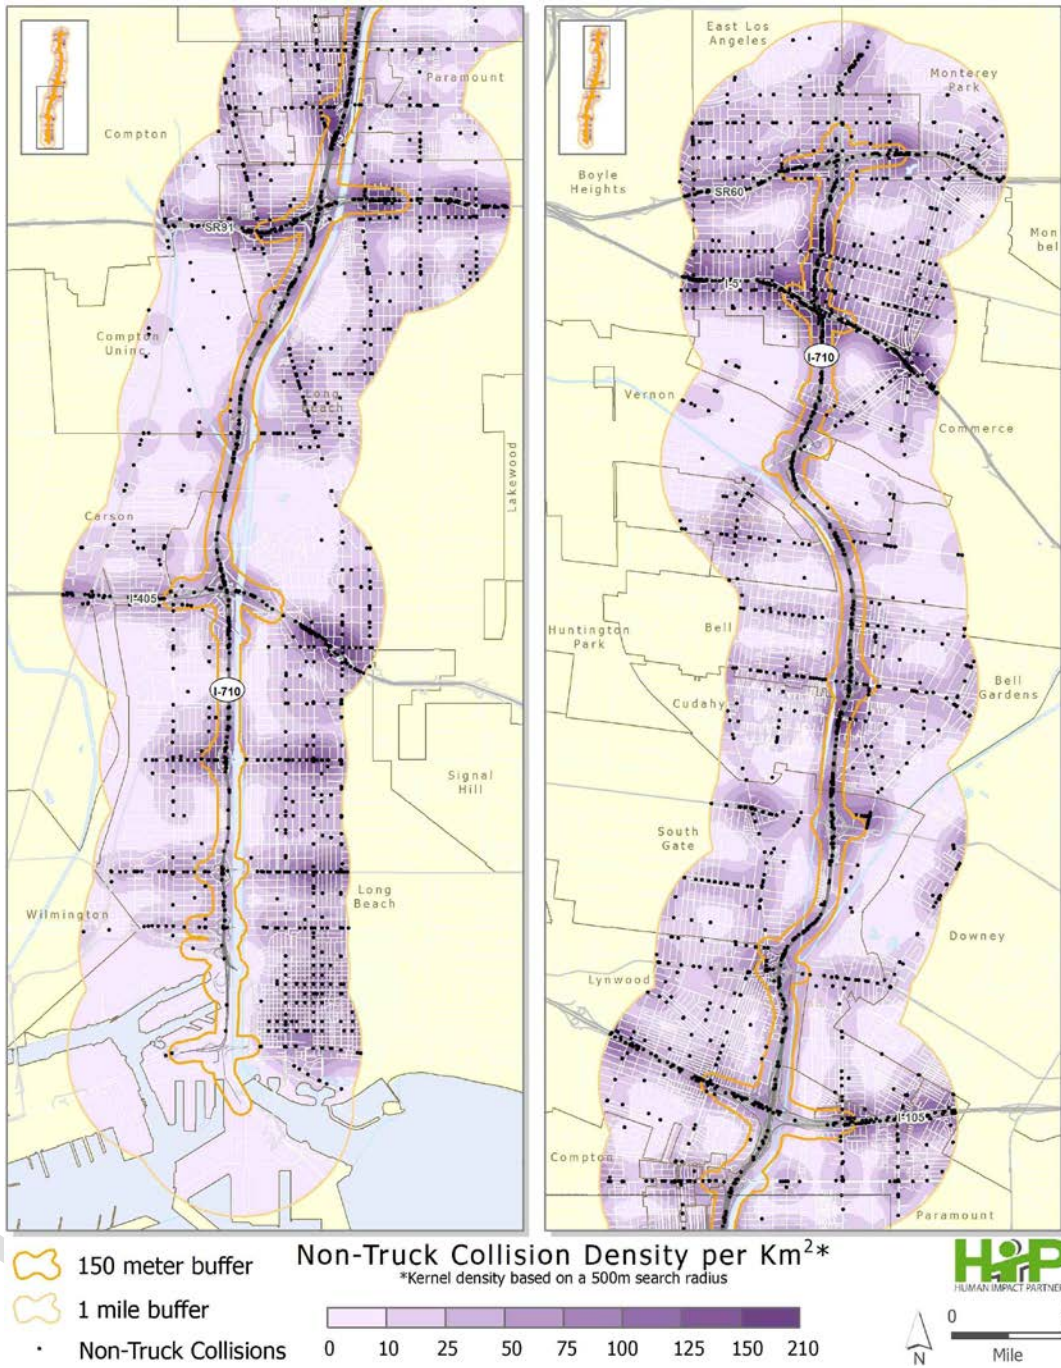 Paramount
Compton
SR91
Compton
Uninc.
Long
Beach
Lakewood
Carson
I-405
I-710
Signal
Hill
Long
Beach
Wilmington
East Los
Angeles
Monterey
Park
Boyle
Heights
SR60
Mon
bel
I-5
I-710
Vernon
Commerce
Huntington
Park
Bell
Bell
Gardens
Cudahy
South
Gate
Downey
Lynwood
I-105
Compton
Paramount
150 meter buffer
1 mile buffer
Non-Truck Collisions
Non-Truck Collision Density per Km²*
*Kernel density based on a 500m search radius
0 10 25 50 75 100 125 150 210
HIP
HUMAN IMPACT PARTNE
N
0
Mile